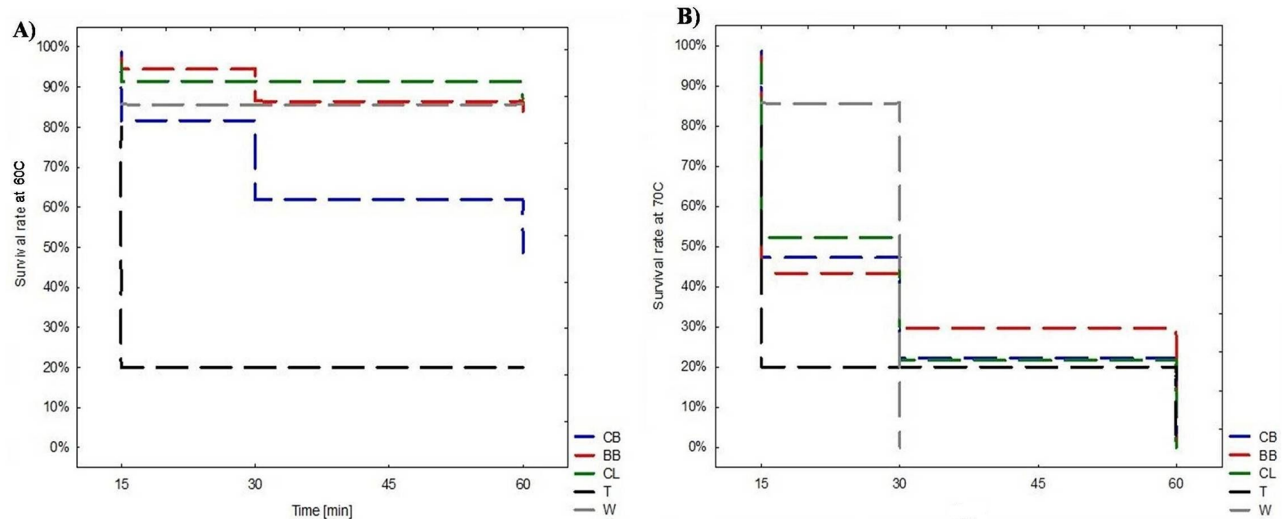 A)
Survival rate at 60C
100%
90%
80%
70%
60%
50%
40%
30%
20%
10%
0%
15
30
45
60
Time [min]
CB
BB
CL
T
W
B)
Survival rate at 70C
100%
90%
80%
70%
60%
50%
40%
30%
20%
10%
0%
15
30
45
60
CB
BB
CL
T
W